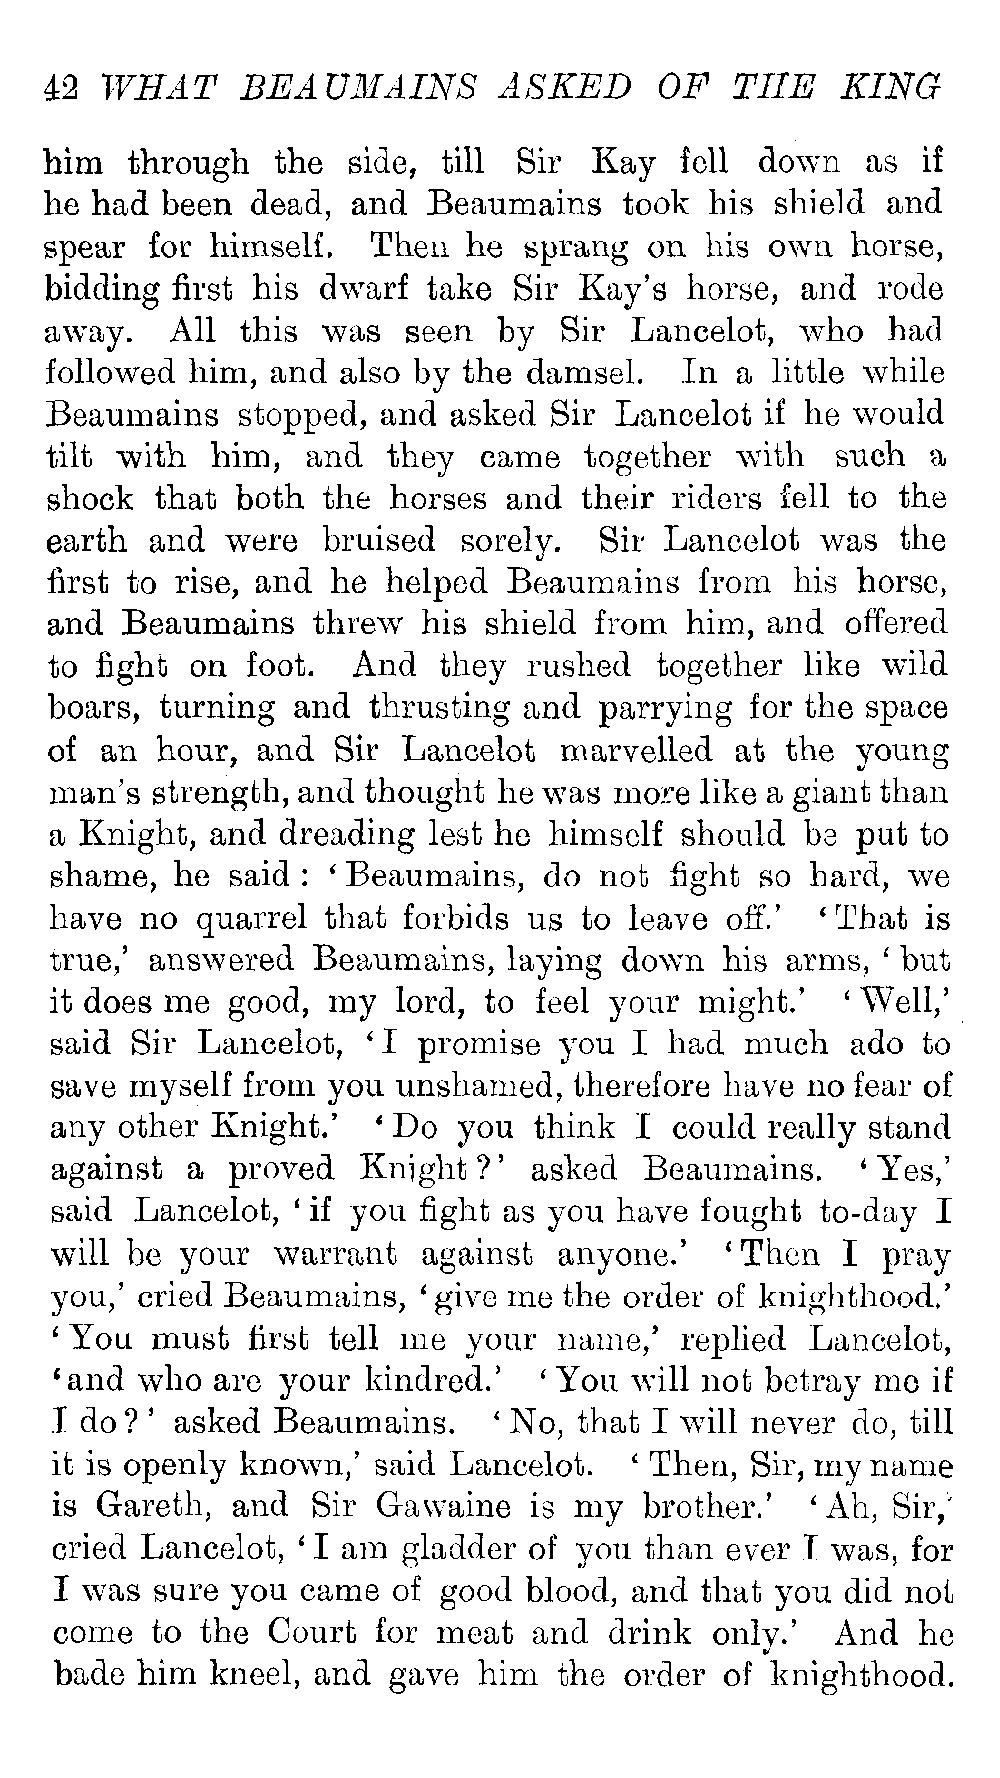 42 WHAT BEAUMAINS ASKED OF THE KING
him through the side, till Sir Kay fell down as if
he had been dead, and Beaumains took his shield and
spear for himself. Then he sprang on his own horse,
bidding first his dwarf take Sir Kay's horse, and rode
away. All this was seen by Sir Lancelot, who had
followed him, and also by the damsel. In a little while
Beaumains stopped, and asked Sir Lancelot if he would
tilt with him, and they came together with such a
shock that both the horses and their riders fell to the
earth and were bruised sorely. Sir Lancelot was the
first to rise, and he helped Beaumains from his horse,
and Beaumains threw his shield from him, and offered
to fight on foot. And they rushed together like wild
boars, turning and thrusting and parrying for the space
of an hour, and Sir Lancelot marvelled at the young
man's strength, and thought he was more like a giant than
a Knight, and dreading lest he himself should be put to
shame, he said : ‘ Beaumains, do not fight so hard, we
have no quarrel that forbids us to leave off.’ ‘ That is
true,’ answered Beaumains, laying down his arms, ‘ but
it does me good, my lord, to feel your might.’ ‘ Well,’
said Sir Lancelot, ‘ I promise you I had much ado to
save myself from you unshamed, therefore have no fear of
any other Knight.’ ‘ Do you think I could really stand
against a proved Knight ? ’ asked Beaumains. ‘ Yes,’
said Lancelot, ‘ if you fight as you have fought to-day I
will be your warrant against anyone.’ ‘ Then I pray
you,’ cried Beaumains, ‘ give me the order of knighthood.’
‘ You must first tell me your name,’ replied Lancelot,
‘ and who are your kindred.’ ‘ You will not betray me if
I do ? ’ asked Beaumains. ‘ No, that I will never do, till
it is openly known,’ said Lancelot. ‘ Then, Sir, my name
is Gareth, and Sir Gawaine is my brother.’ ‘ Ah, Sir,’
cried Lancelot, ‘ I am gladder of you than ever I was, for
I was sure you came of good blood, and that you did not
come to the Court for meat and drink only.’ And he
bade him kneel, and gave him the order of knighthood.